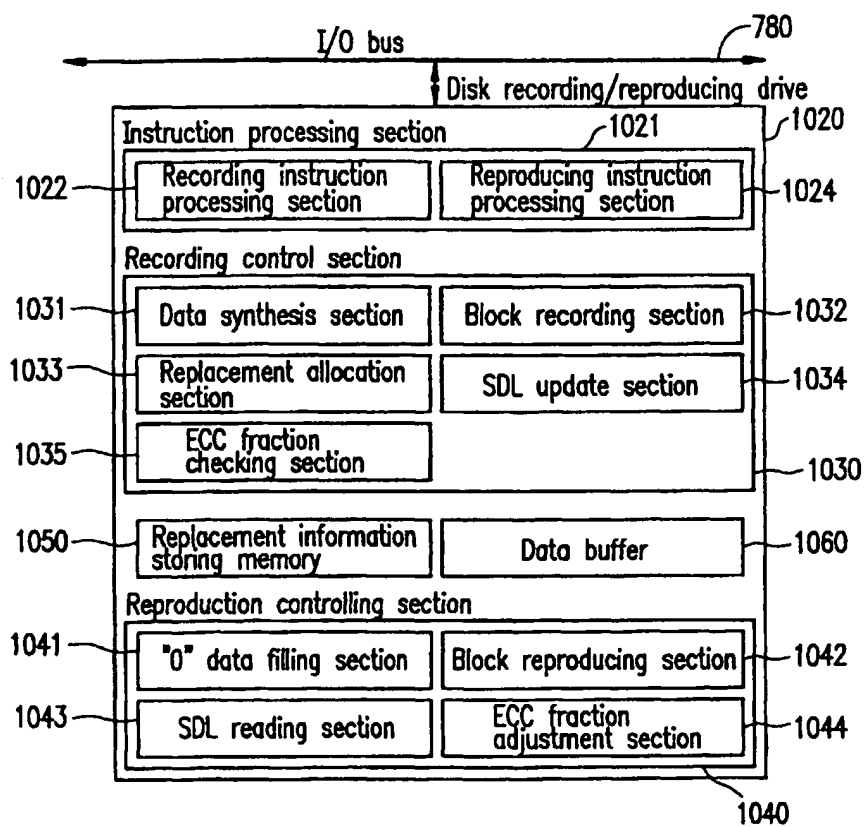 780
I/O bus
Disk recording/reproducing drive
1020
Instruction processing section
1021
1022
Recording instruction
processing section
Reproducing instruction
processing section
1024
Recording control section
1031
Data synthesis section
Block recording section
1032
1033
Replacement allocation
section
SDL update section
1034
1035
ECC fraction
checking section
1030
1050
Replacement information
storing memory
Data buffer
1060
Reproduction controlling section
1041
"0" data filling section
Block reproducing section
1042
1043
SDL reading section
ECC fraction
adjustment section
1044
1040